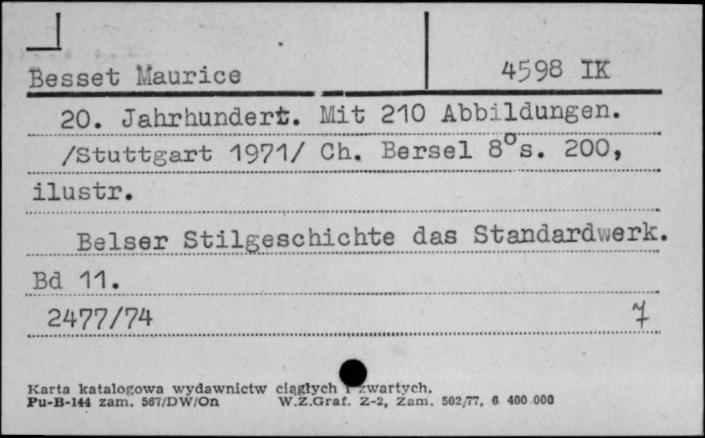 Besset Maurice 4598 IK
20. Jahrhundert. Mit 210 Abbildungen.
/Stuttgart 1971/ Ch. Bersel 8°s. 200,
ilustr.
Belser Stilgeschichte das Standardwerk.
Bd 11.
2477/74 7
Karta katalogowa wydawnictw ciągłych i zwartych.
Pu-B-144 zam. 567/DW/On W.Z.Graf. Z-2, Zam. 502/77, 6 400 000